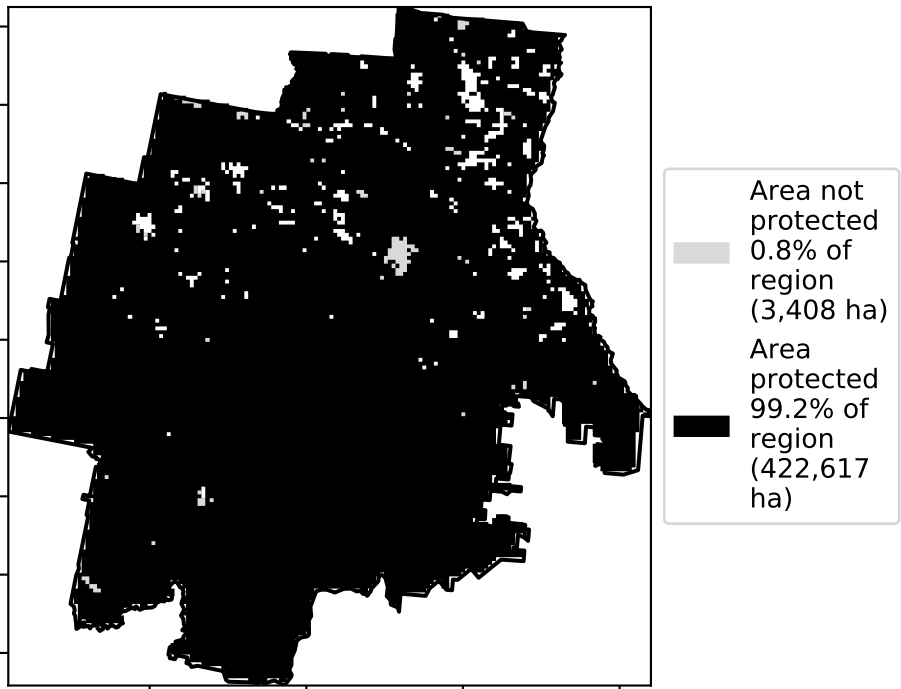 Area not
protected
0.8% of
region
(3,408 ha)
Area
protected
99.2% of
region
(422,617
ha)